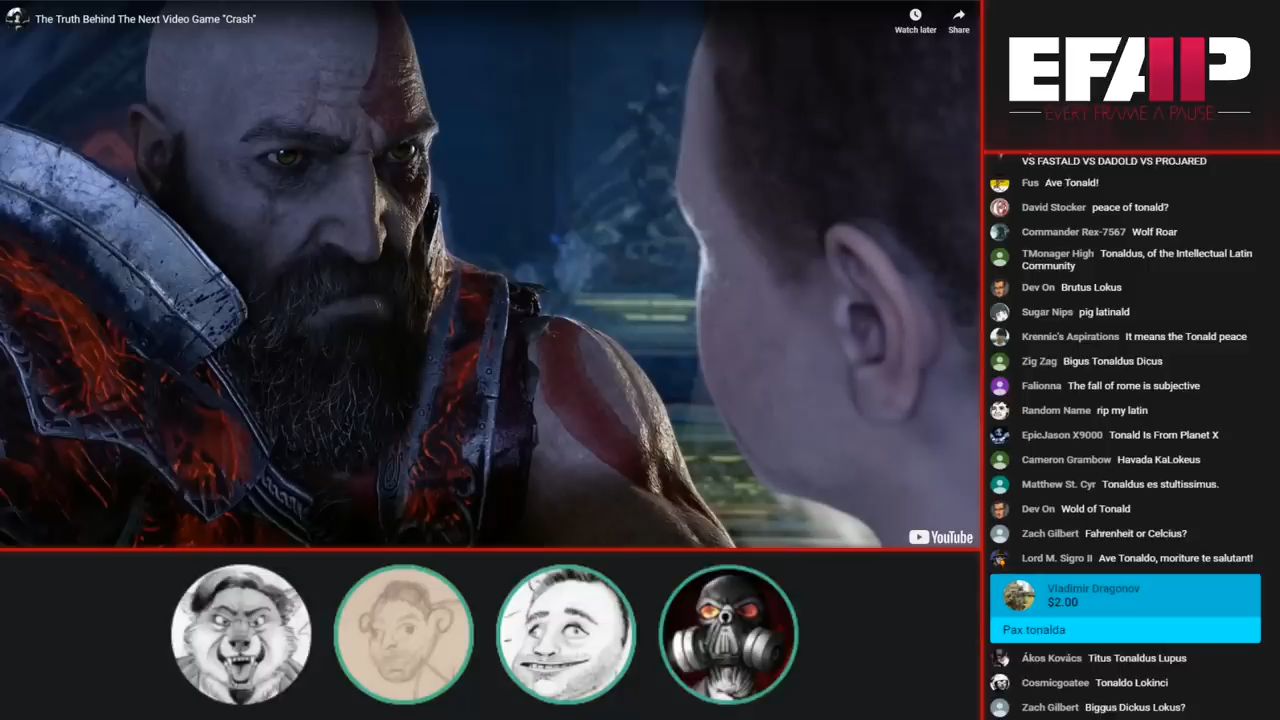 The Truth Behind The Next Video Game "Crash"
Watch later
Share
YouTube
EFAP
EVERY FRAME A PAUSE
VS FASTALD VS DADOLD VS PROJARED
Fus Ave Tonald!
David Stocker peace of tonald?
Commander Rex-7567 Wolf Roar
TManager High Tonaldus, of the Intellectual Latin
Community
Dev On Brutus Lokus
Sugar Nips pig latinald
Krennic's Aspirations It means the Tonald peace
Zig Zag Bigus Tonaldus Dicus
Falionna The fall of rome is subjective
Random Name rip my latin
EpicJason X9000 Tonald Is From Planet X
Cameron Grambow Havada KaLokeus
Matthew St. Cyr Tonaldus es stultissimus.
Dev On Wold of Tonald
Zach Gilbert Fahrenheit or Celcius?
Lord M. Sigro II Ave Tonaldo, moriture te salutant!
Vladimir Dragonov
$2.00
Pax tonalda
Ákos Kovács Titus Tonaldus Lupus
Cosmicgoatee Tonaldo Lokinci
Zach Gilbert Biggus Dickus Lokus?